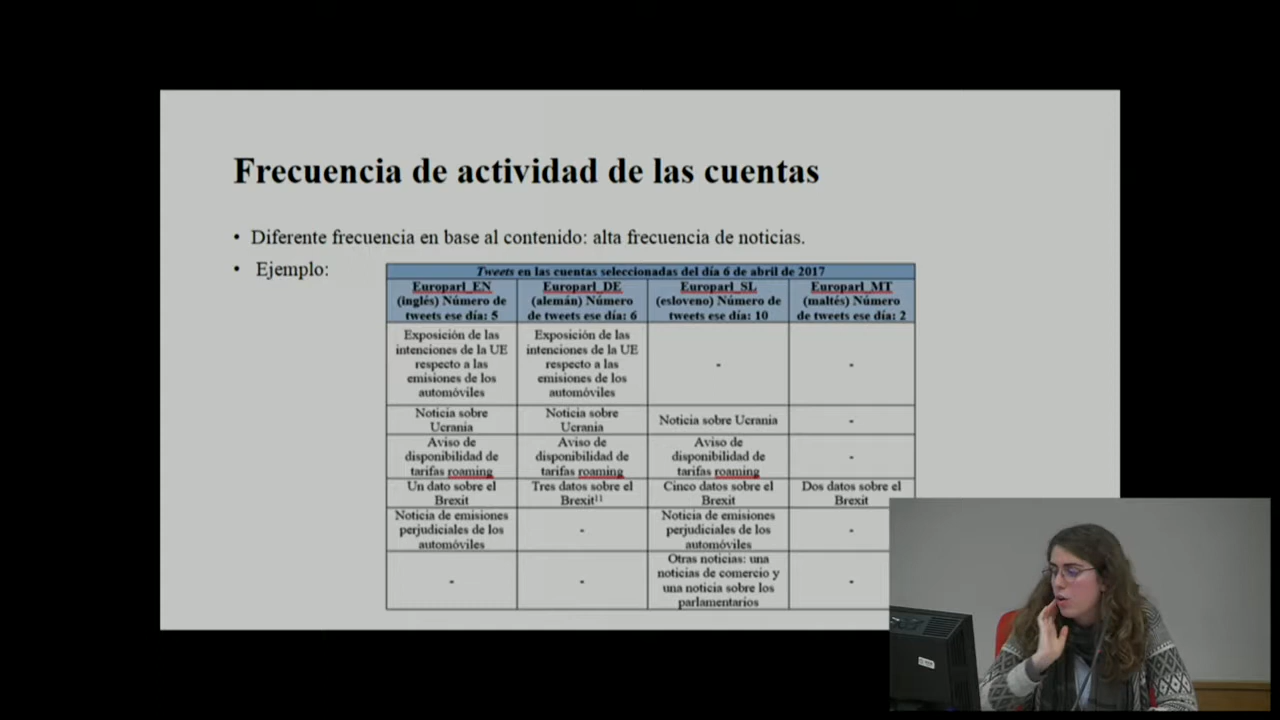 Frecuencia de actividad de las cuentas
• Diferente frecuencia en base al contenido: alta frecuencia de noticias.
• Ejemplo:
Tweets en las cuentas seleccionadas del día 6 de abril de 2017
Europarl_EN
(inglés) Número de
tweets ese día: 5
Europarl_DE
(alemán) Número
de tweets ese día: 6
Europarl_SL
(esloveno) Número de
tweets ese día: 10
Europarl_MT
(maltés) Número
de tweets ese día: 2
Exposición de las
intenciones de la UE
respecto a las
emisiones de los
automóviles
Exposición de las
intenciones de la UE
respecto a las
emisiones de los
automóviles
-
-
Noticia sobre
Ucrania
Noticia sobre
Ucrania
Noticia sobre Ucrania
-
Aviso de
disponibilidad de
tarifas roaming
Aviso de
disponibilidad de
tarifas roaming
Aviso de
disponibilidad de
tarifas roaming
-
Un dato sobre el
Brexit
Tres datos sobre el
Brexit¹¹
Cinco datos sobre el
Brexit
Dos datos sobre el
Brexit
Noticia de emisiones
perjudiciales de los
automóviles
-
Noticia de emisiones
perjudiciales de los
automóviles
-
-
-
Otras noticias: una
noticias de comercio y
una noticia sobre los
parlamentarios
-